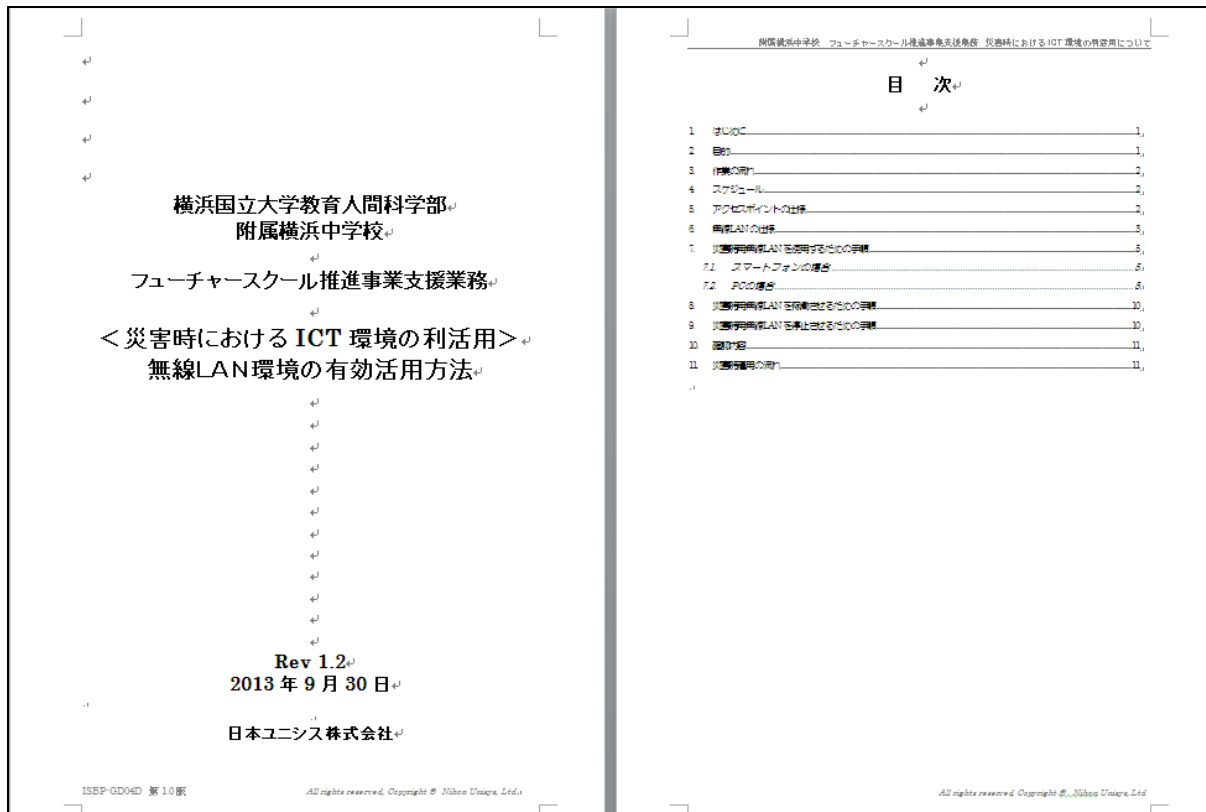 横浜国立大学教育人間科学部
附属横浜中学校
フューチャースクール推進事業支援業務
＜災害時における ICT 環境の利活用＞
無線LAN環境の有効活用方法
Rev 1.2
2013 年 9 月 30 日
日本ユニシス株式会社
ISBP-GD04D 第 1.0 版
All rights reserved, Copyright © Nihon Unisys, Ltd.
附属横浜中学校 フューチャースクール推進事業支援業務 災害時における ICT 環境の利活用について
目 次
1. はじめに 1
2. 目的 1
3. 作業の流れ 2
4. スケジュール 2
5. アクセスポイントの仕様 2
6. 無線LANの仕様 3
7. 災害時用無線LANを使用するための手順 5
7.1. スマートフォンの場合
7.2. PCの場合
8. 災害時用無線LANを稼働させるための手順 10
9. 災害時用無線LANを停止させるための手順 10
10. 確認内容 11
11. 災害時運用の流れ 11
All rights reserved, Copyright © Nihon Unisys, Ltd